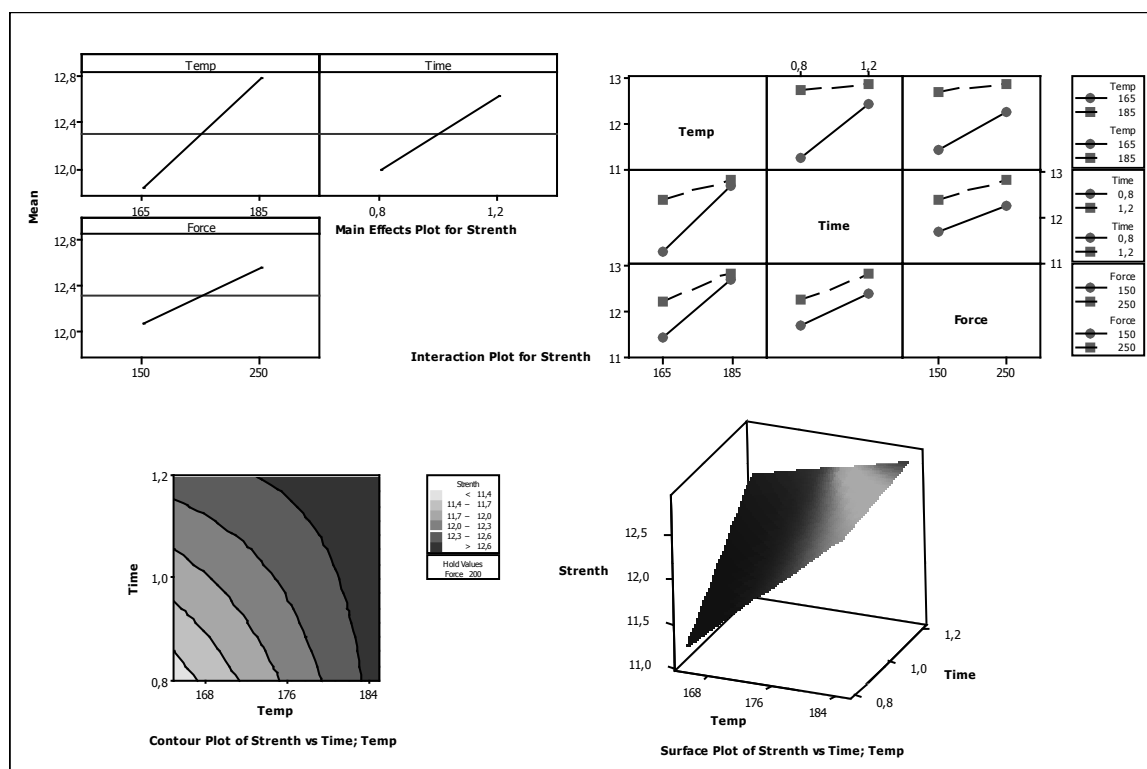 Temp
Time
12,8
12,4
12,0
Mean
165
185
0,8
1,2
Main Effects Plot for Strenth
Force
12,8
12,4
12,0
150
250
Interaction Plot for Strenth
0,8
1,2
13
12
11
Temp
Temp
165
185
Temp
165
185
Time
13
12
11
Time
0,8
1,2
Time
0,8
1,2
13
12
11
Force
Force
150
250
Force
150
250
165
185
150
250
1,2
1,0
0,8
Time
168
176
184
Temp
Strenth
< 11,4
11,4 – 11,7
11,7 – 12,0
12,0 – 12,3
12,3 – 12,6
> 12,6
Hold Values
Force 200
Contour Plot of Strenth vs Time; Temp
12,5
12,0
11,5
11,0
Strenth
168
176
184
Temp
0,8
1,0
1,2
Time
Surface Plot of Strenth vs Time; Temp